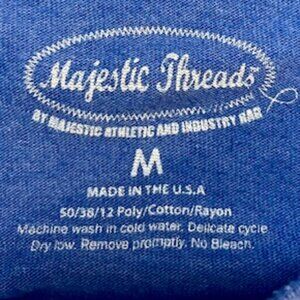 Majestic Threads
BY MAJESTIC ATHLETIC AND INDUSTRY RAG
M
MADE IN THE U.S.A
50/38/12 Poly/Cotton/Rayon
Machine wash in cold water. Delicate cycle.
Dry low. Remove promptly. No Bleach.